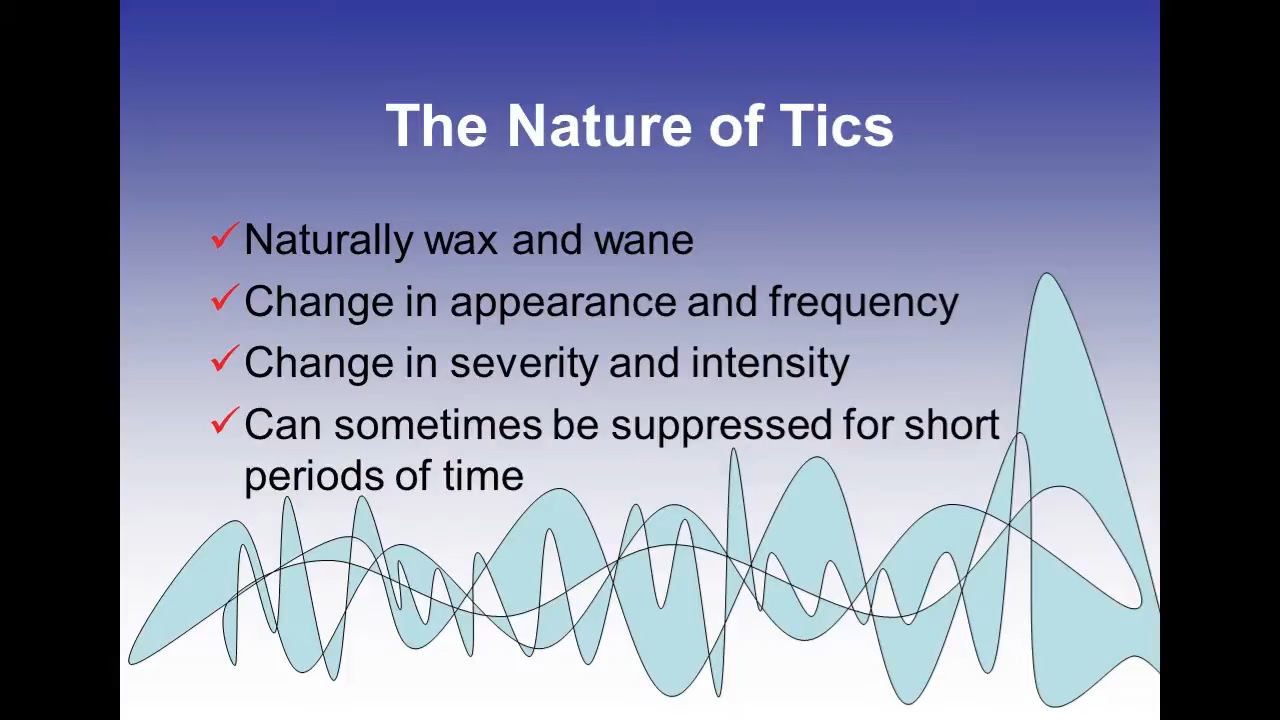 The Nature of Tics
✓Naturally wax and wane
✓Change in appearance and frequency
✓Change in severity and intensity
✓Can sometimes be suppressed for short
periods of time